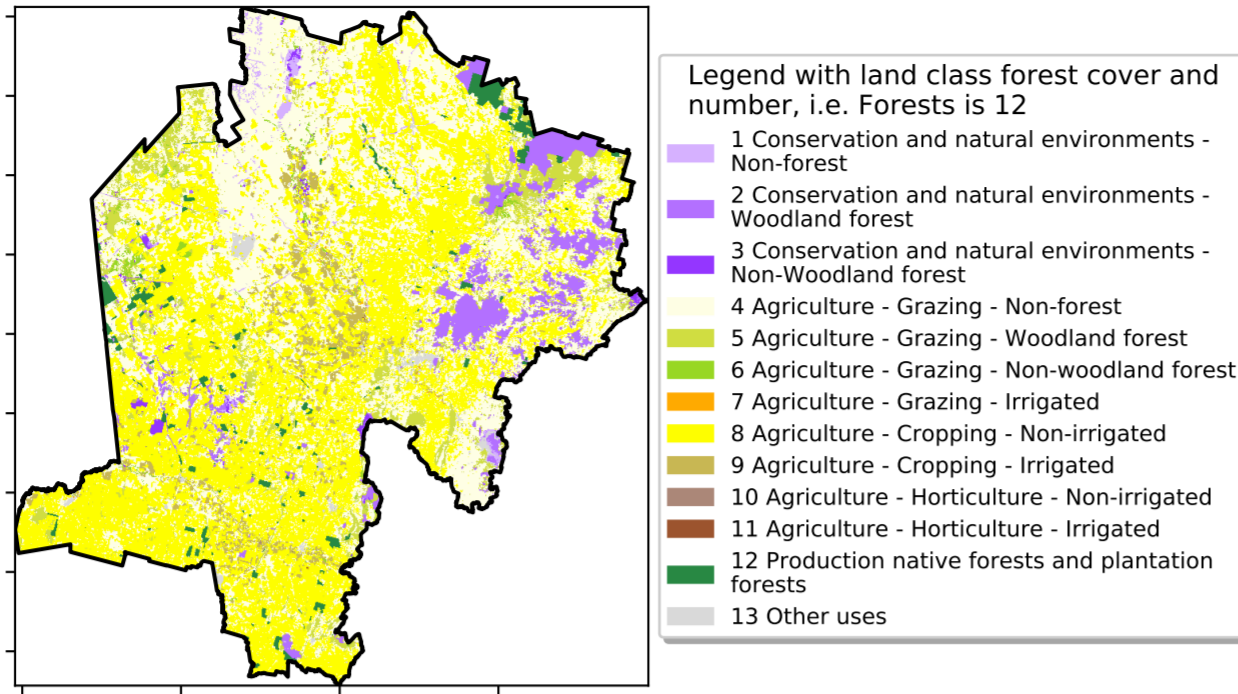 Legend with land class forest cover and
number, i.e. Forests is 12
1 Conservation and natural environments -
Non-forest
2 Conservation and natural environments -
Woodland forest
3 Conservation and natural environments -
Non-Woodland forest
4 Agriculture - Grazing - Non-forest
5 Agriculture - Grazing - Woodland forest
6 Agriculture - Grazing - Non-woodland forest
7 Agriculture - Grazing - Irrigated
8 Agriculture - Cropping - Non-irrigated
9 Agriculture - Cropping - Irrigated
10 Agriculture - Horticulture - Non-irrigated
11 Agriculture - Horticulture - Irrigated
12 Production native forests and plantation
forests
13 Other uses